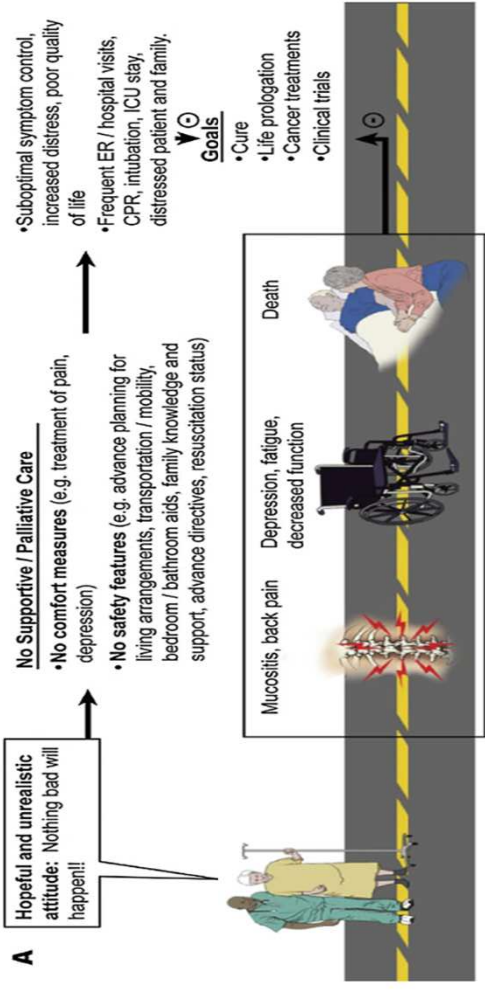 A
Hopeful and unrealistic
attitude: Nothing bad will
happen!!
No Supportive / Palliative Care
•No comfort measures (e.g. treatment of pain,
depression)
• No safety features (e.g. advance planning for
living arrangements, transportation / mobility,
bedroom / bathroom aids, family knowledge and
support, advance directives, resuscitation status)
•Suboptimal symptom control,
increased distress, poor quality
of life
•Frequent ER / hospital visits,
CPR, intubation, ICU stay,
distressed patient and family.
Goals
•Cure
•Life prologation
•Cancer treatments
•Clinical trials
Mucositis, back pain
Depression, fatigue,
decreased function
Death